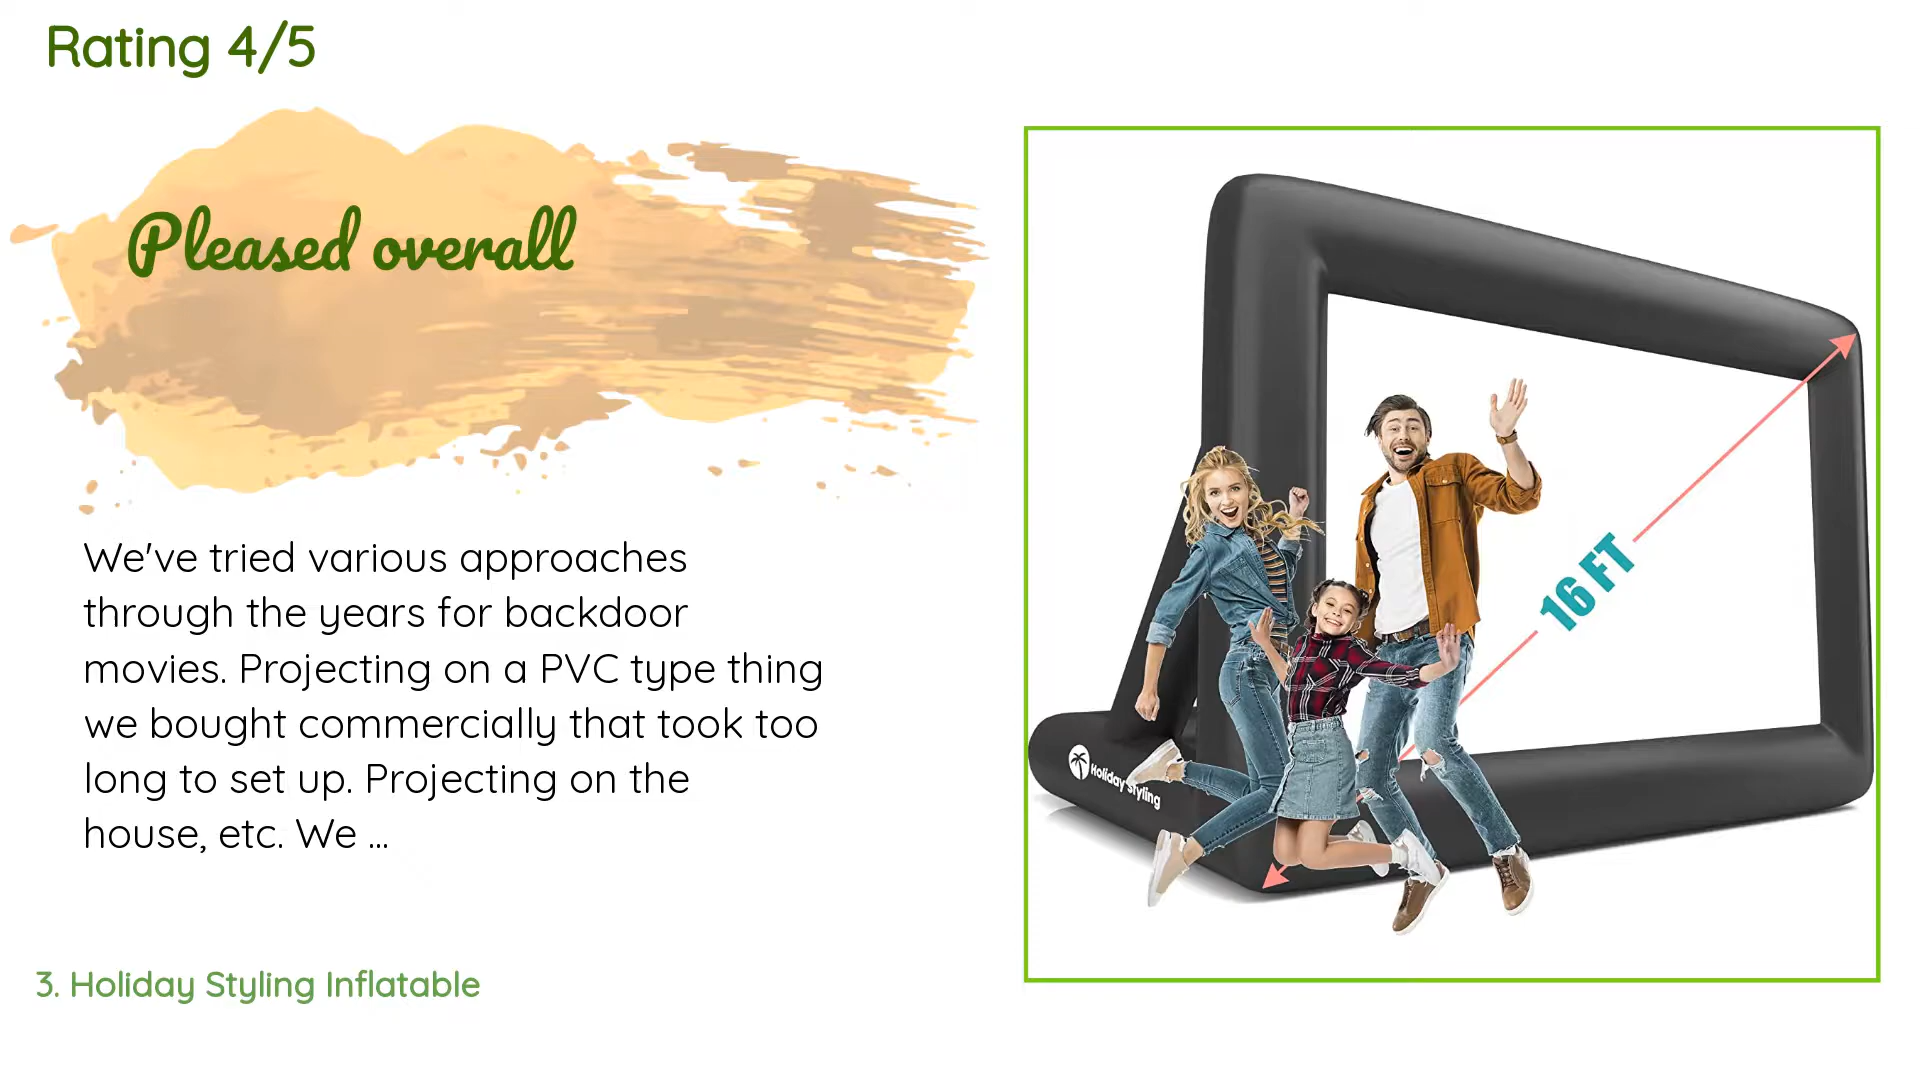 Rating 4/5
Pleased overall
We've tried various approaches
through the years for backdoor
movies. Projecting on a PVC type thing
we bought commercially that took too
long to set up. Projecting on the
house, etc. We ...
3. Holiday Styling Inflatable
16 FT
Holiday Styling